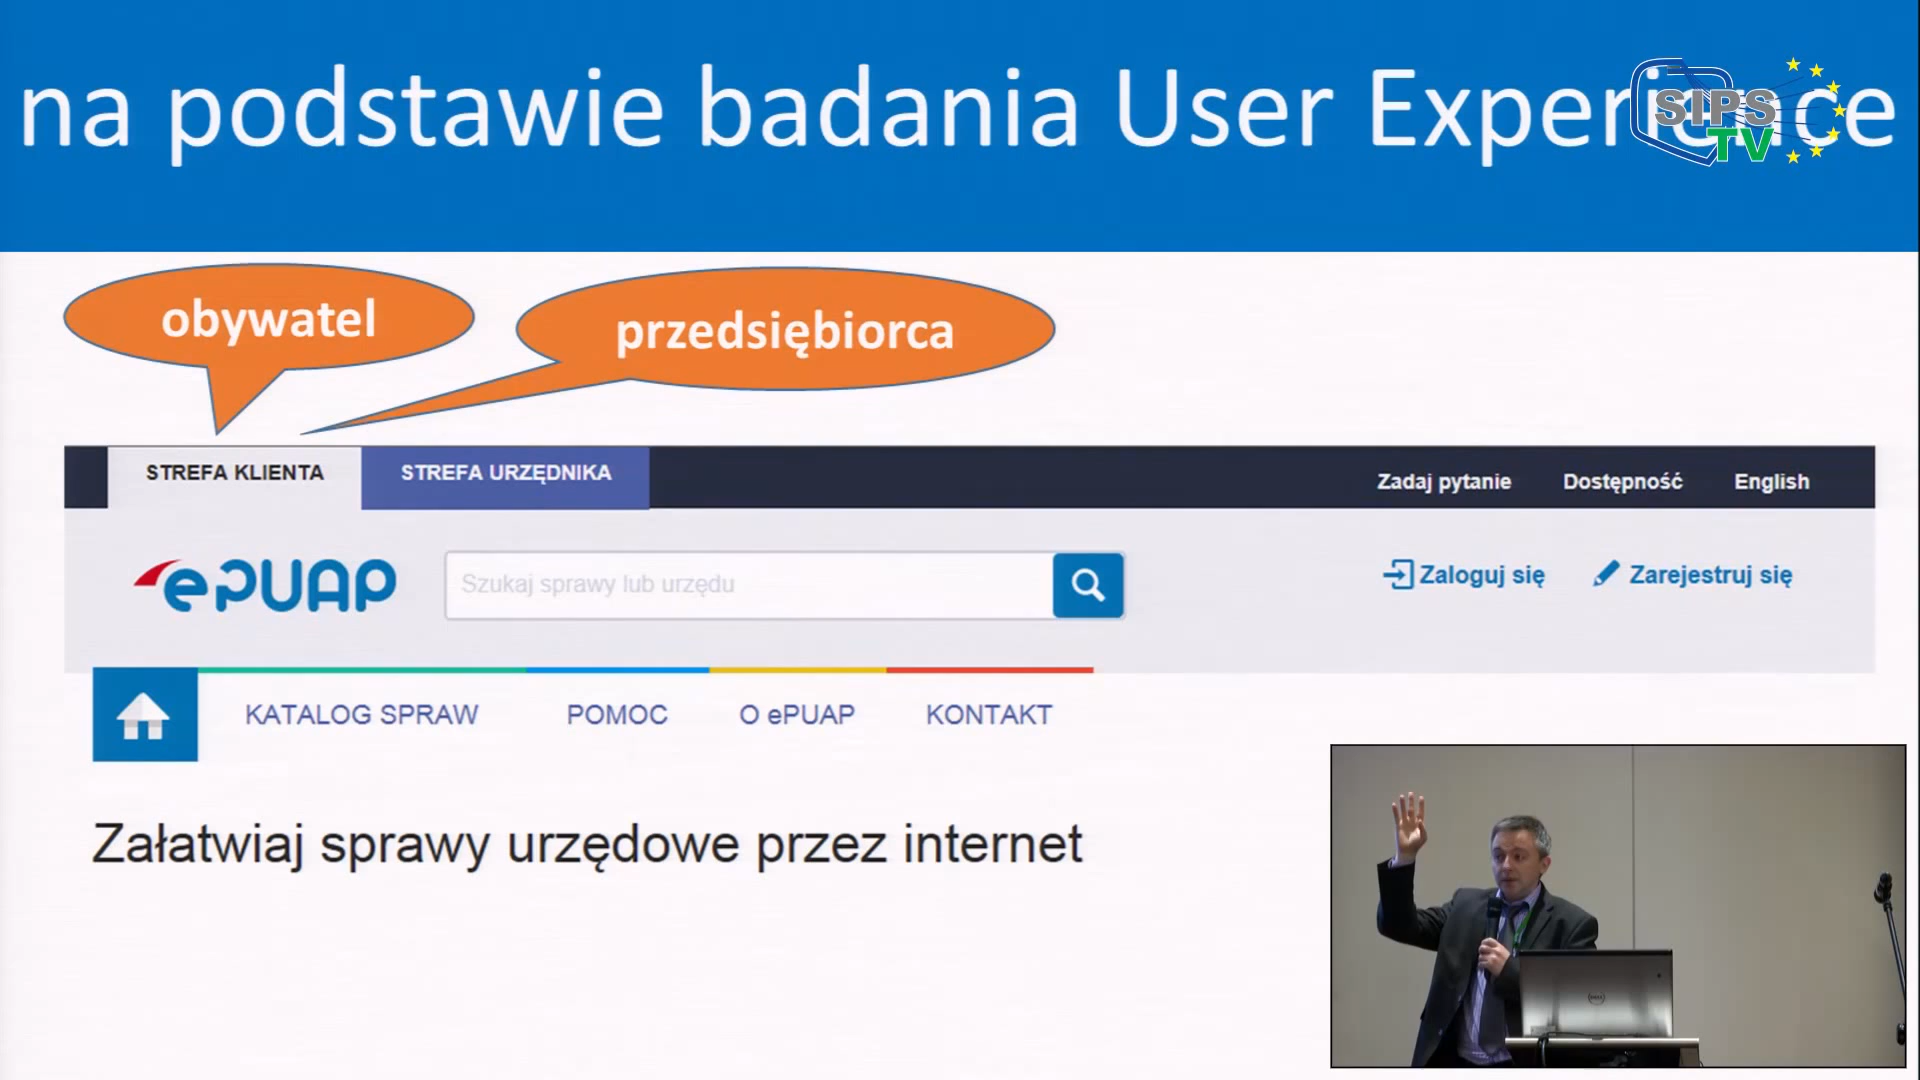 na podstawie badania User Experience
SIPS
TV
obywatel
przedsiębiorca
STREFA KLIENTA
STREFA URZĘDNIKA
Zadaj pytanie
Dostępność
English
ePUAP
Szukaj sprawy lub urzędu
Zaloguj się
Zarejestruj się
KATALOG SPRAW
POMOC
O ePUAP
KONTAKT
Załatwiaj sprawy urzędowe przez internet
DELL